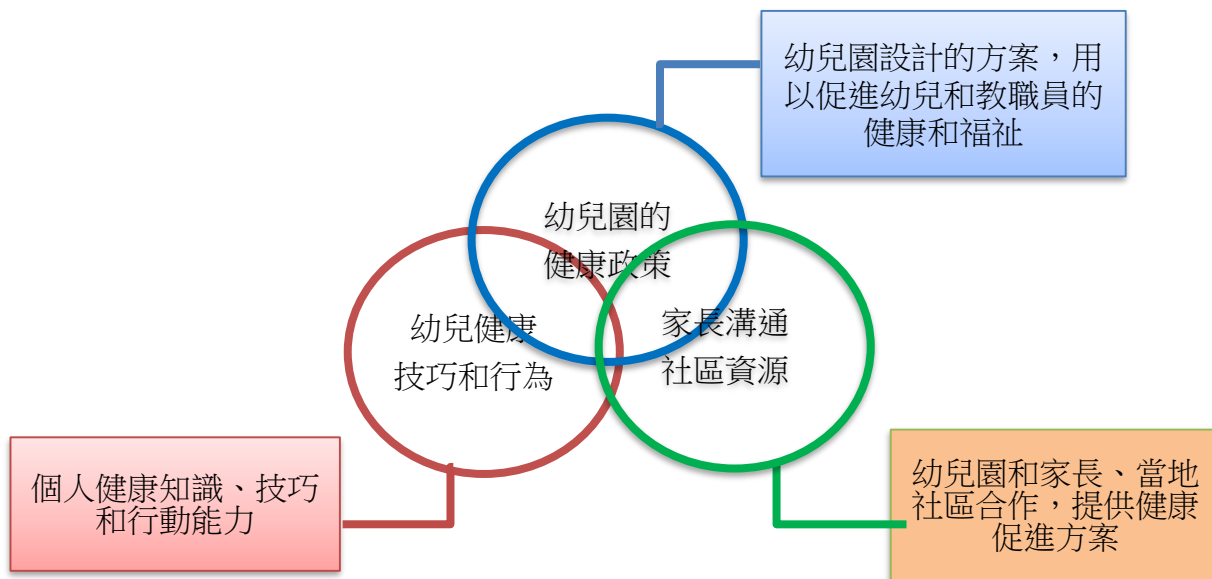 幼兒園設計的方案，用
以促進幼兒和教職員的
健康和福祉
幼兒園的
健康政策
幼兒健康
技巧和行為
家長溝通
社區資源
個人健康知識、技巧
和行動能力
幼兒園和家長、當地
社區合作，提供健康
促進方案